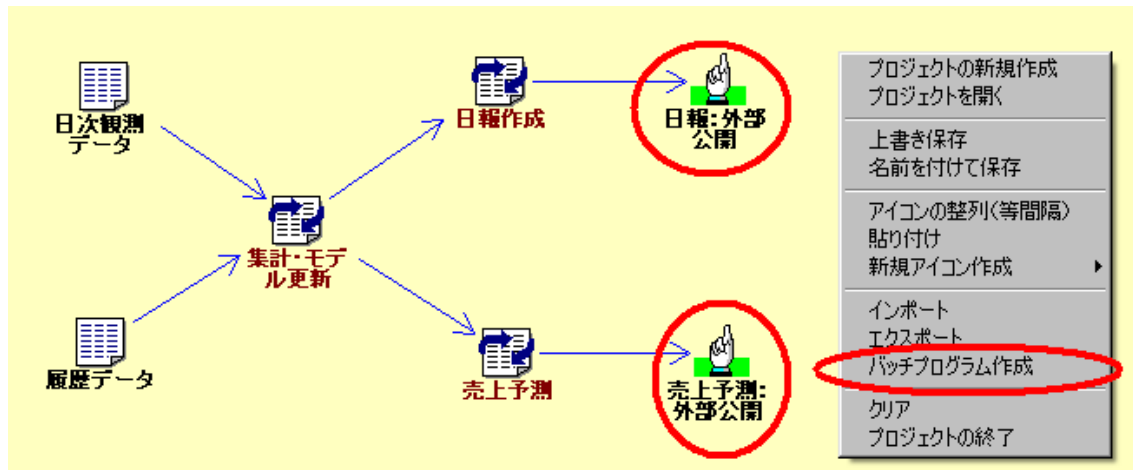 日次観測
データ
履歴データ
集計・モデ
ル更新
日報作成
日報:外部
公開
売上予測
売上予測:
外部公開
プロジェクトの新規作成
プロジェクトを開く
上書き保存
名前を付けて保存
アイコンの整列(等間隔)
貼り付け
新規アイコン作成
インポート
エクスポート
バッチプログラム作成
クリア
プロジェクトの終了